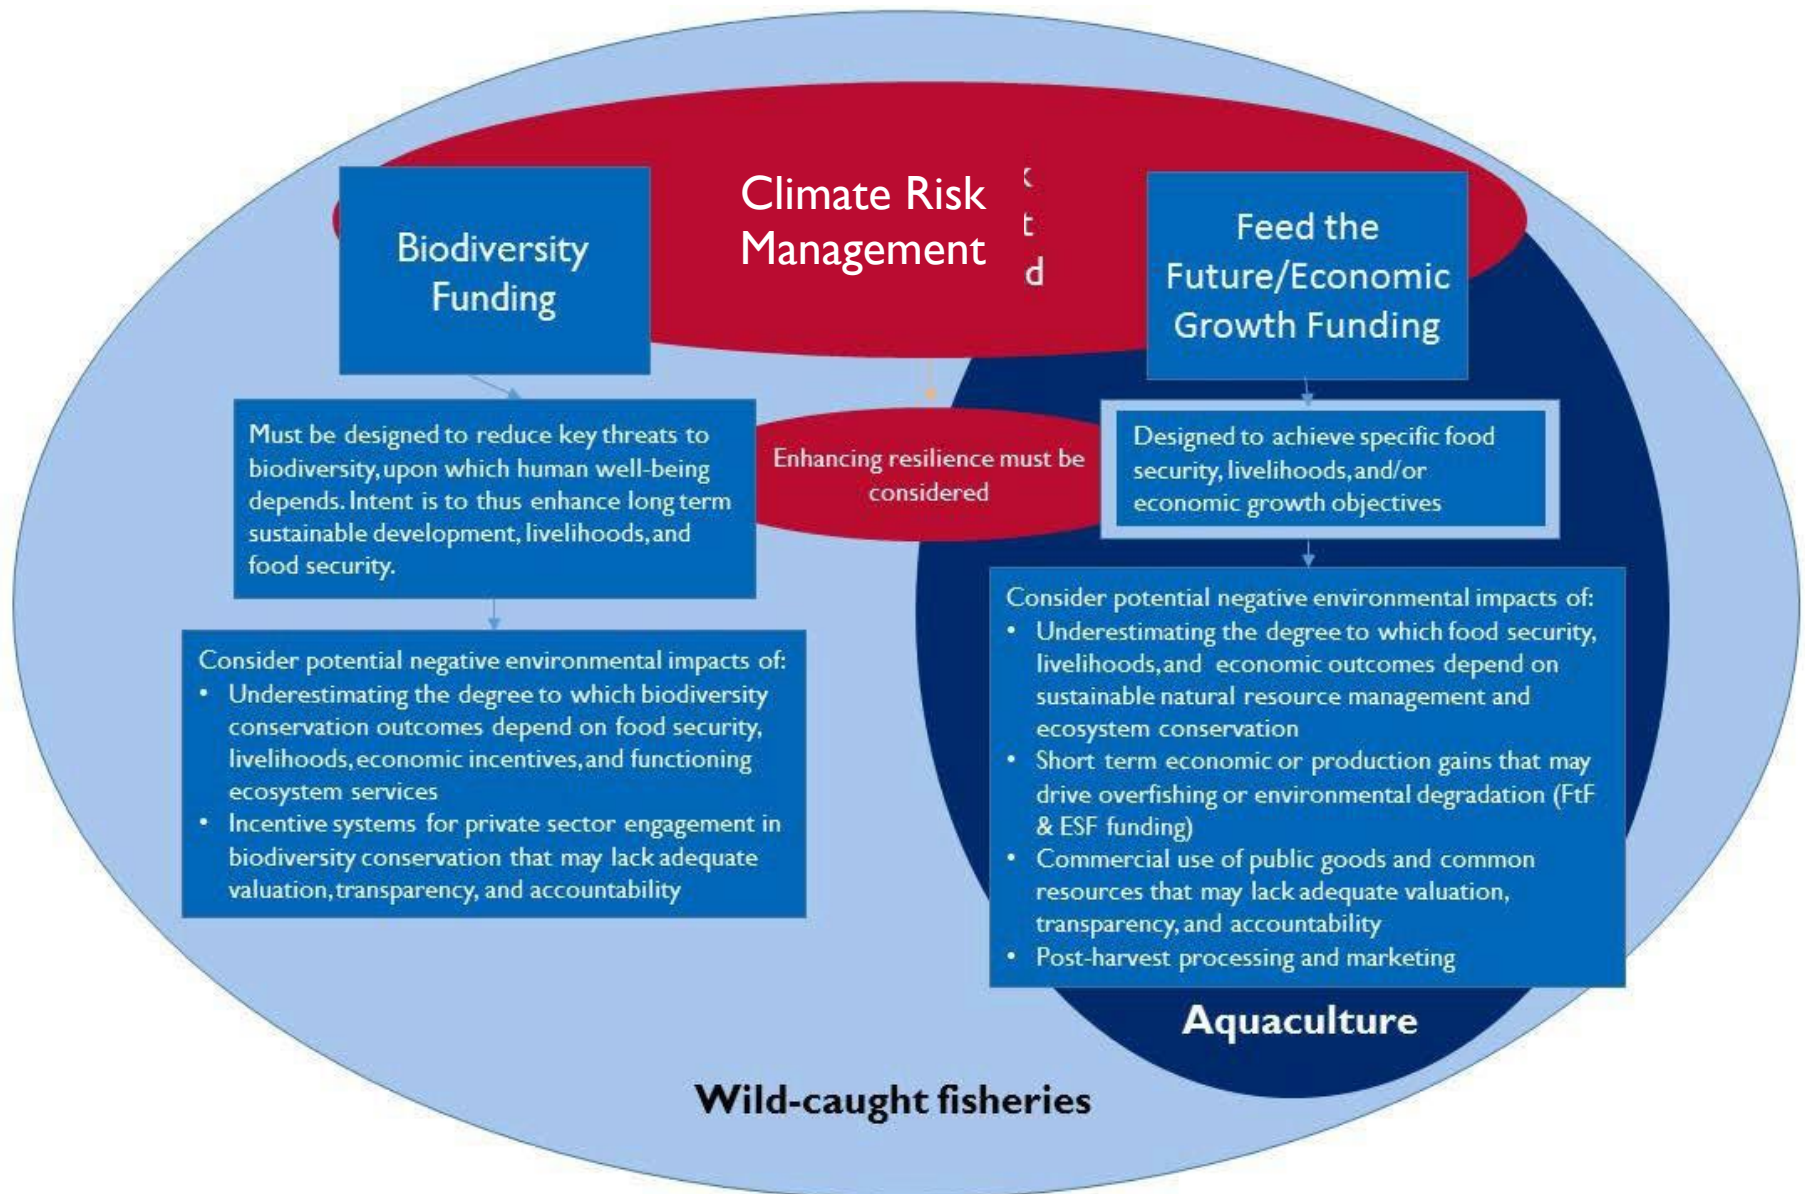 Climate Risk
Management
k
t
d
Biodiversity
Funding
Feed the
Future/Economic
Growth Funding
Must be designed to reduce key threats to
biodiversity, upon which human well-being
depends. Intent is to thus enhance long term
sustainable development, livelihoods, and
food security.
Enhancing resilience must be
considered
Designed to achieve specific food
security, livelihoods, and/or
economic growth objectives
Consider potential negative environmental impacts of:
• Underestimating the degree to which biodiversity
conservation outcomes depend on food security,
livelihoods, economic incentives, and functioning
ecosystem services
• Incentive systems for private sector engagement in
biodiversity conservation that may lack adequate
valuation, transparency, and accountability
Consider potential negative environmental impacts of:
• Underestimating the degree to which food security,
livelihoods, and economic outcomes depend on
sustainable natural resource management and
ecosystem conservation
• Short term economic or production gains that may
drive overfishing or environmental degradation (FtF
& ESF funding)
• Commercial use of public goods and common
resources that may lack adequate valuation,
transparency, and accountability
• Post-harvest processing and marketing
Aquaculture
Wild-caught fisheries